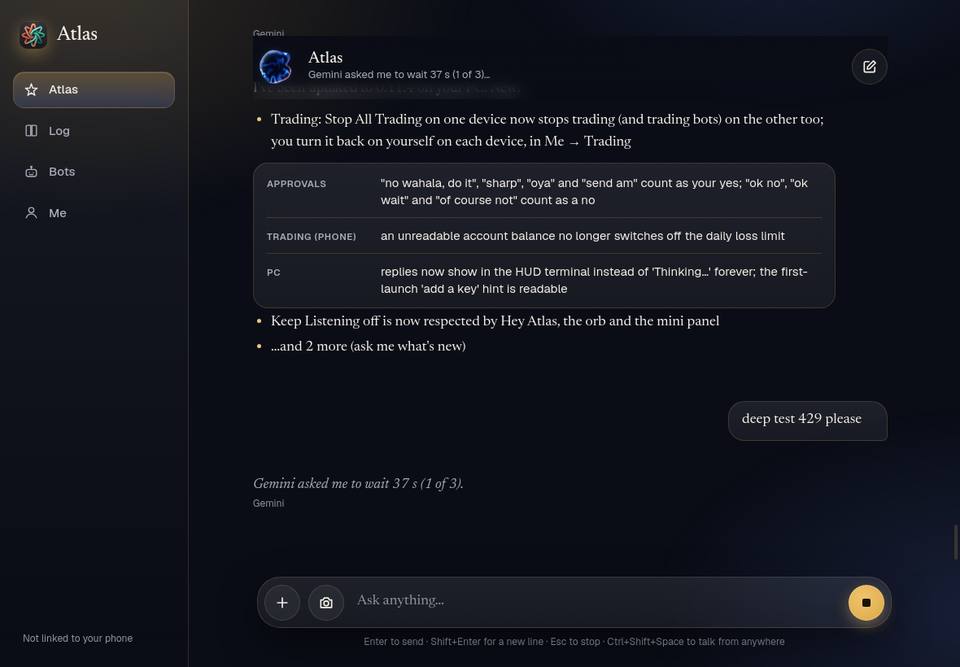 Atlas
Atlas
Log
Bots
Me
Not linked to your phone
Gemini
Atlas
Gemini asked me to wait 37 s (1 of 3)...
Trading: Stop All Trading on one device now stops trading (and trading bots) on the other too;
you turn it back on yourself on each device, in Me → Trading
APPROVALS
"no wahala, do it", "sharp", "oya" and "send am" count as your yes; "ok no", "ok
wait" and "of course not" count as a no
TRADING (PHONE)
an unreadable account balance no longer switches off the daily loss limit
PC
replies now show in the HUD terminal instead of 'Thinking...' forever; the first-
launch 'add a key' hint is readable
Keep Listening off is now respected by Hey Atlas, the orb and the mini panel
...and 2 more (ask me what's new)
deep test 429 please
Gemini asked me to wait 37 s (1 of 3).
Gemini
Ask anything...
Enter to send · Shift+Enter for a new line · Esc to stop · Ctrl+Shift+Space to talk from anywhere